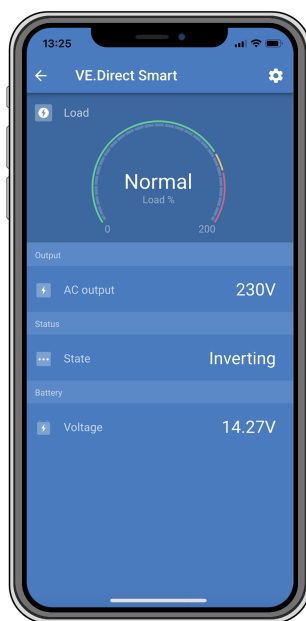 13:25
VE.Direct Smart
Load
Normal
Load %
0 200
Output
AC output 230V
Status
State Inverting
Battery
Voltage 14.27V